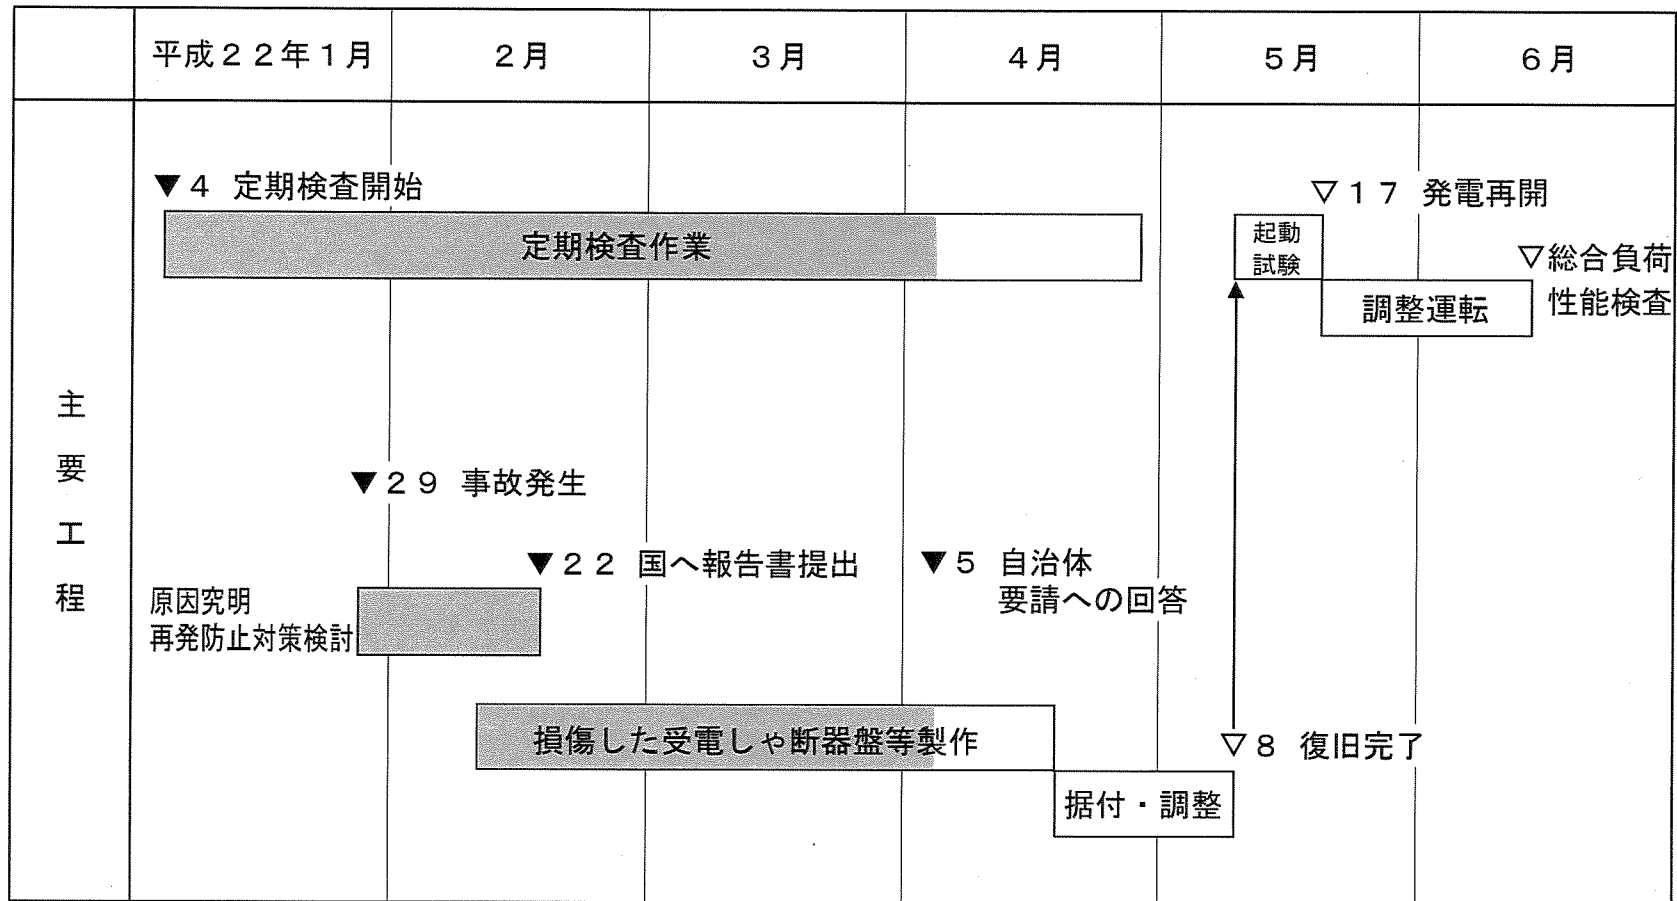 平成２２年１月 ２月 ３月 ４月 ５月 ６月
主要工程
▼４ 定期検査開始
定期検査作業
▽１７ 発電再開
起動
試験
▽総合負荷
性能検査
調整運転
▼２９ 事故発生
▼２２ 国へ報告書提出
▼５ 自治体
要請への回答
原因究明
再発防止対策検討
損傷した受電しゃ断器盤等製作
▽８ 復旧完了
据付・調整